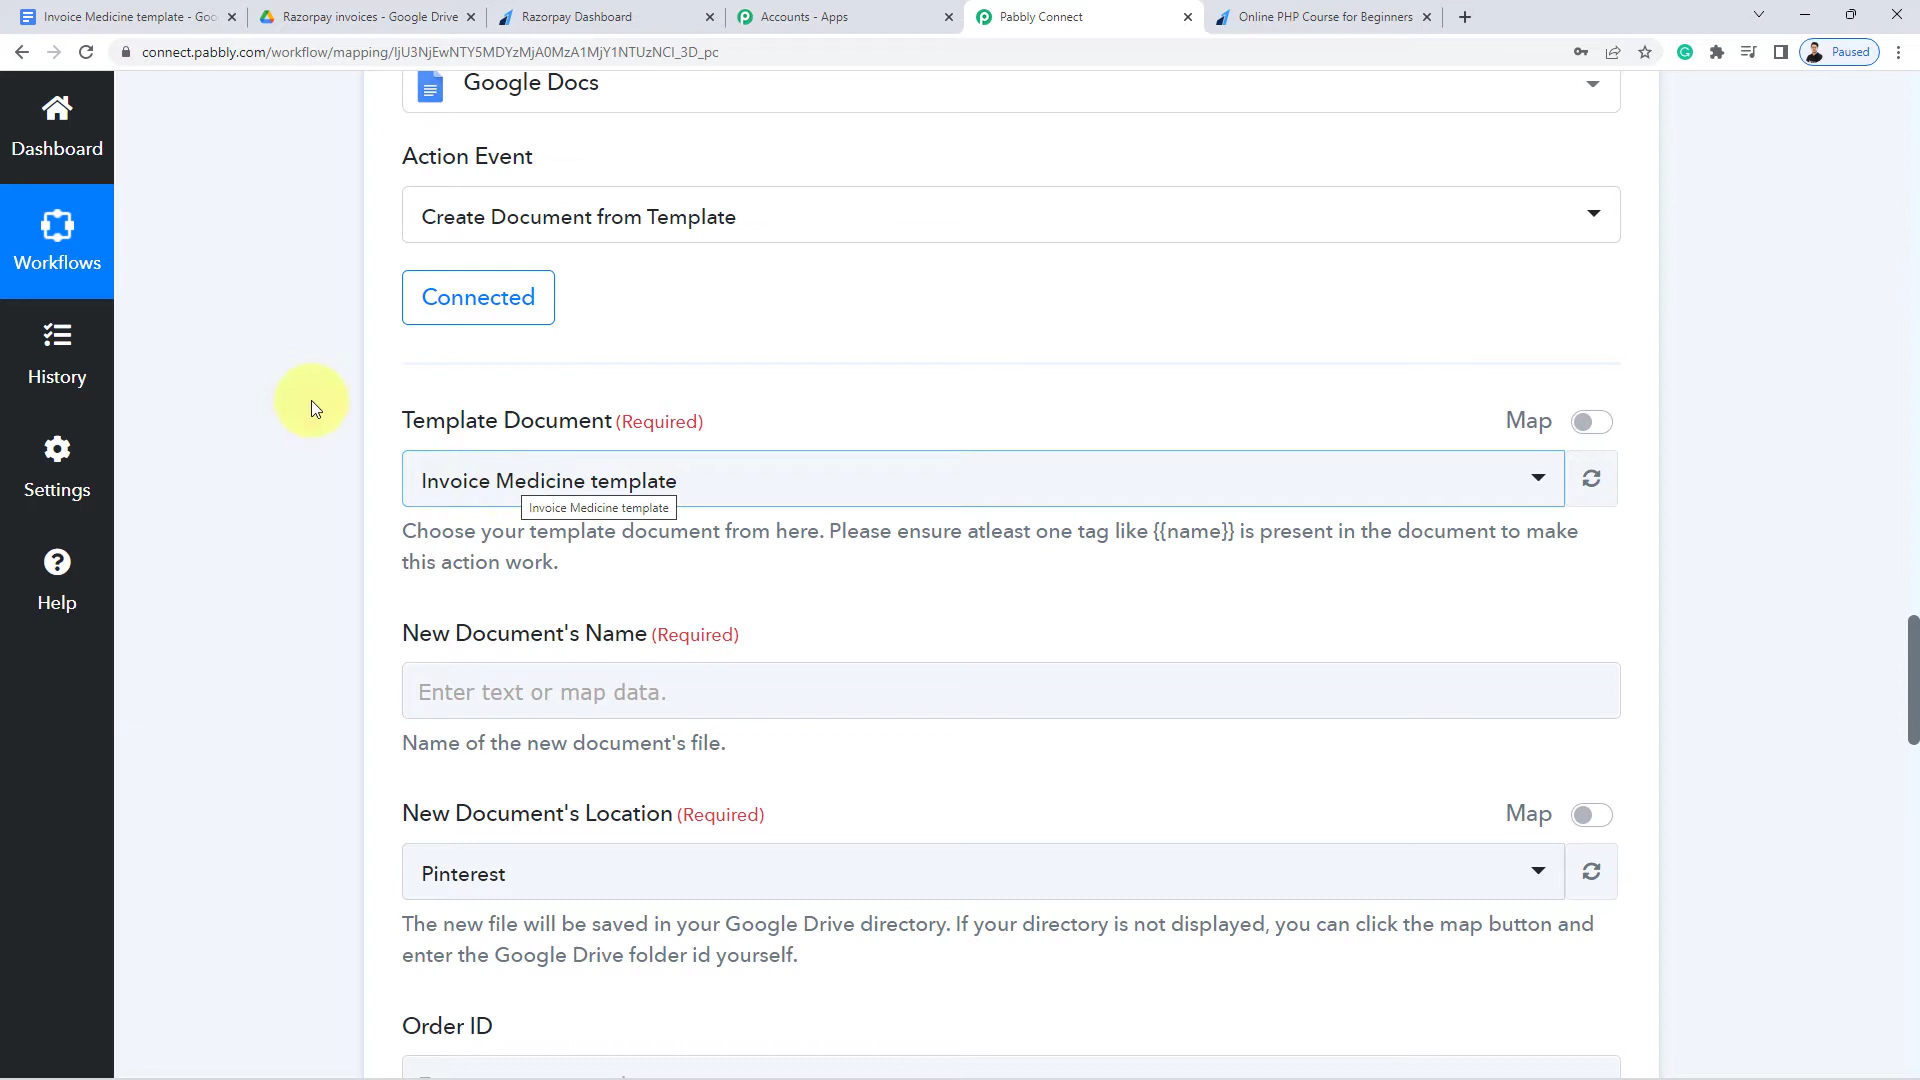 Invoice Medicine template - Goo
Razorpay invoices - Google Drive
Razorpay Dashboard
Accounts - Apps
Pabbly Connect
Online PHP Course for Beginners
connect.pabbly.com/workflow/mapping/IjU3NjEwNTY5MDYzMjA0MzA1MjY1NTUzNCI_3D_pc
Paused
Dashboard
Workflows
History
Settings
Help
Google Docs
Action Event
Create Document from Template
Connected
Template Document (Required)
Map
Invoice Medicine template
Invoice Medicine template
Choose your template document from here. Please ensure atleast one tag like {{name}} is present in the document to make
this action work.
New Document's Name (Required)
Enter text or map data.
Name of the new document's file.
New Document's Location (Required)
Map
Pinterest
The new file will be saved in your Google Drive directory. If your directory is not displayed, you can click the map button and
enter the Google Drive folder id yourself.
Order ID